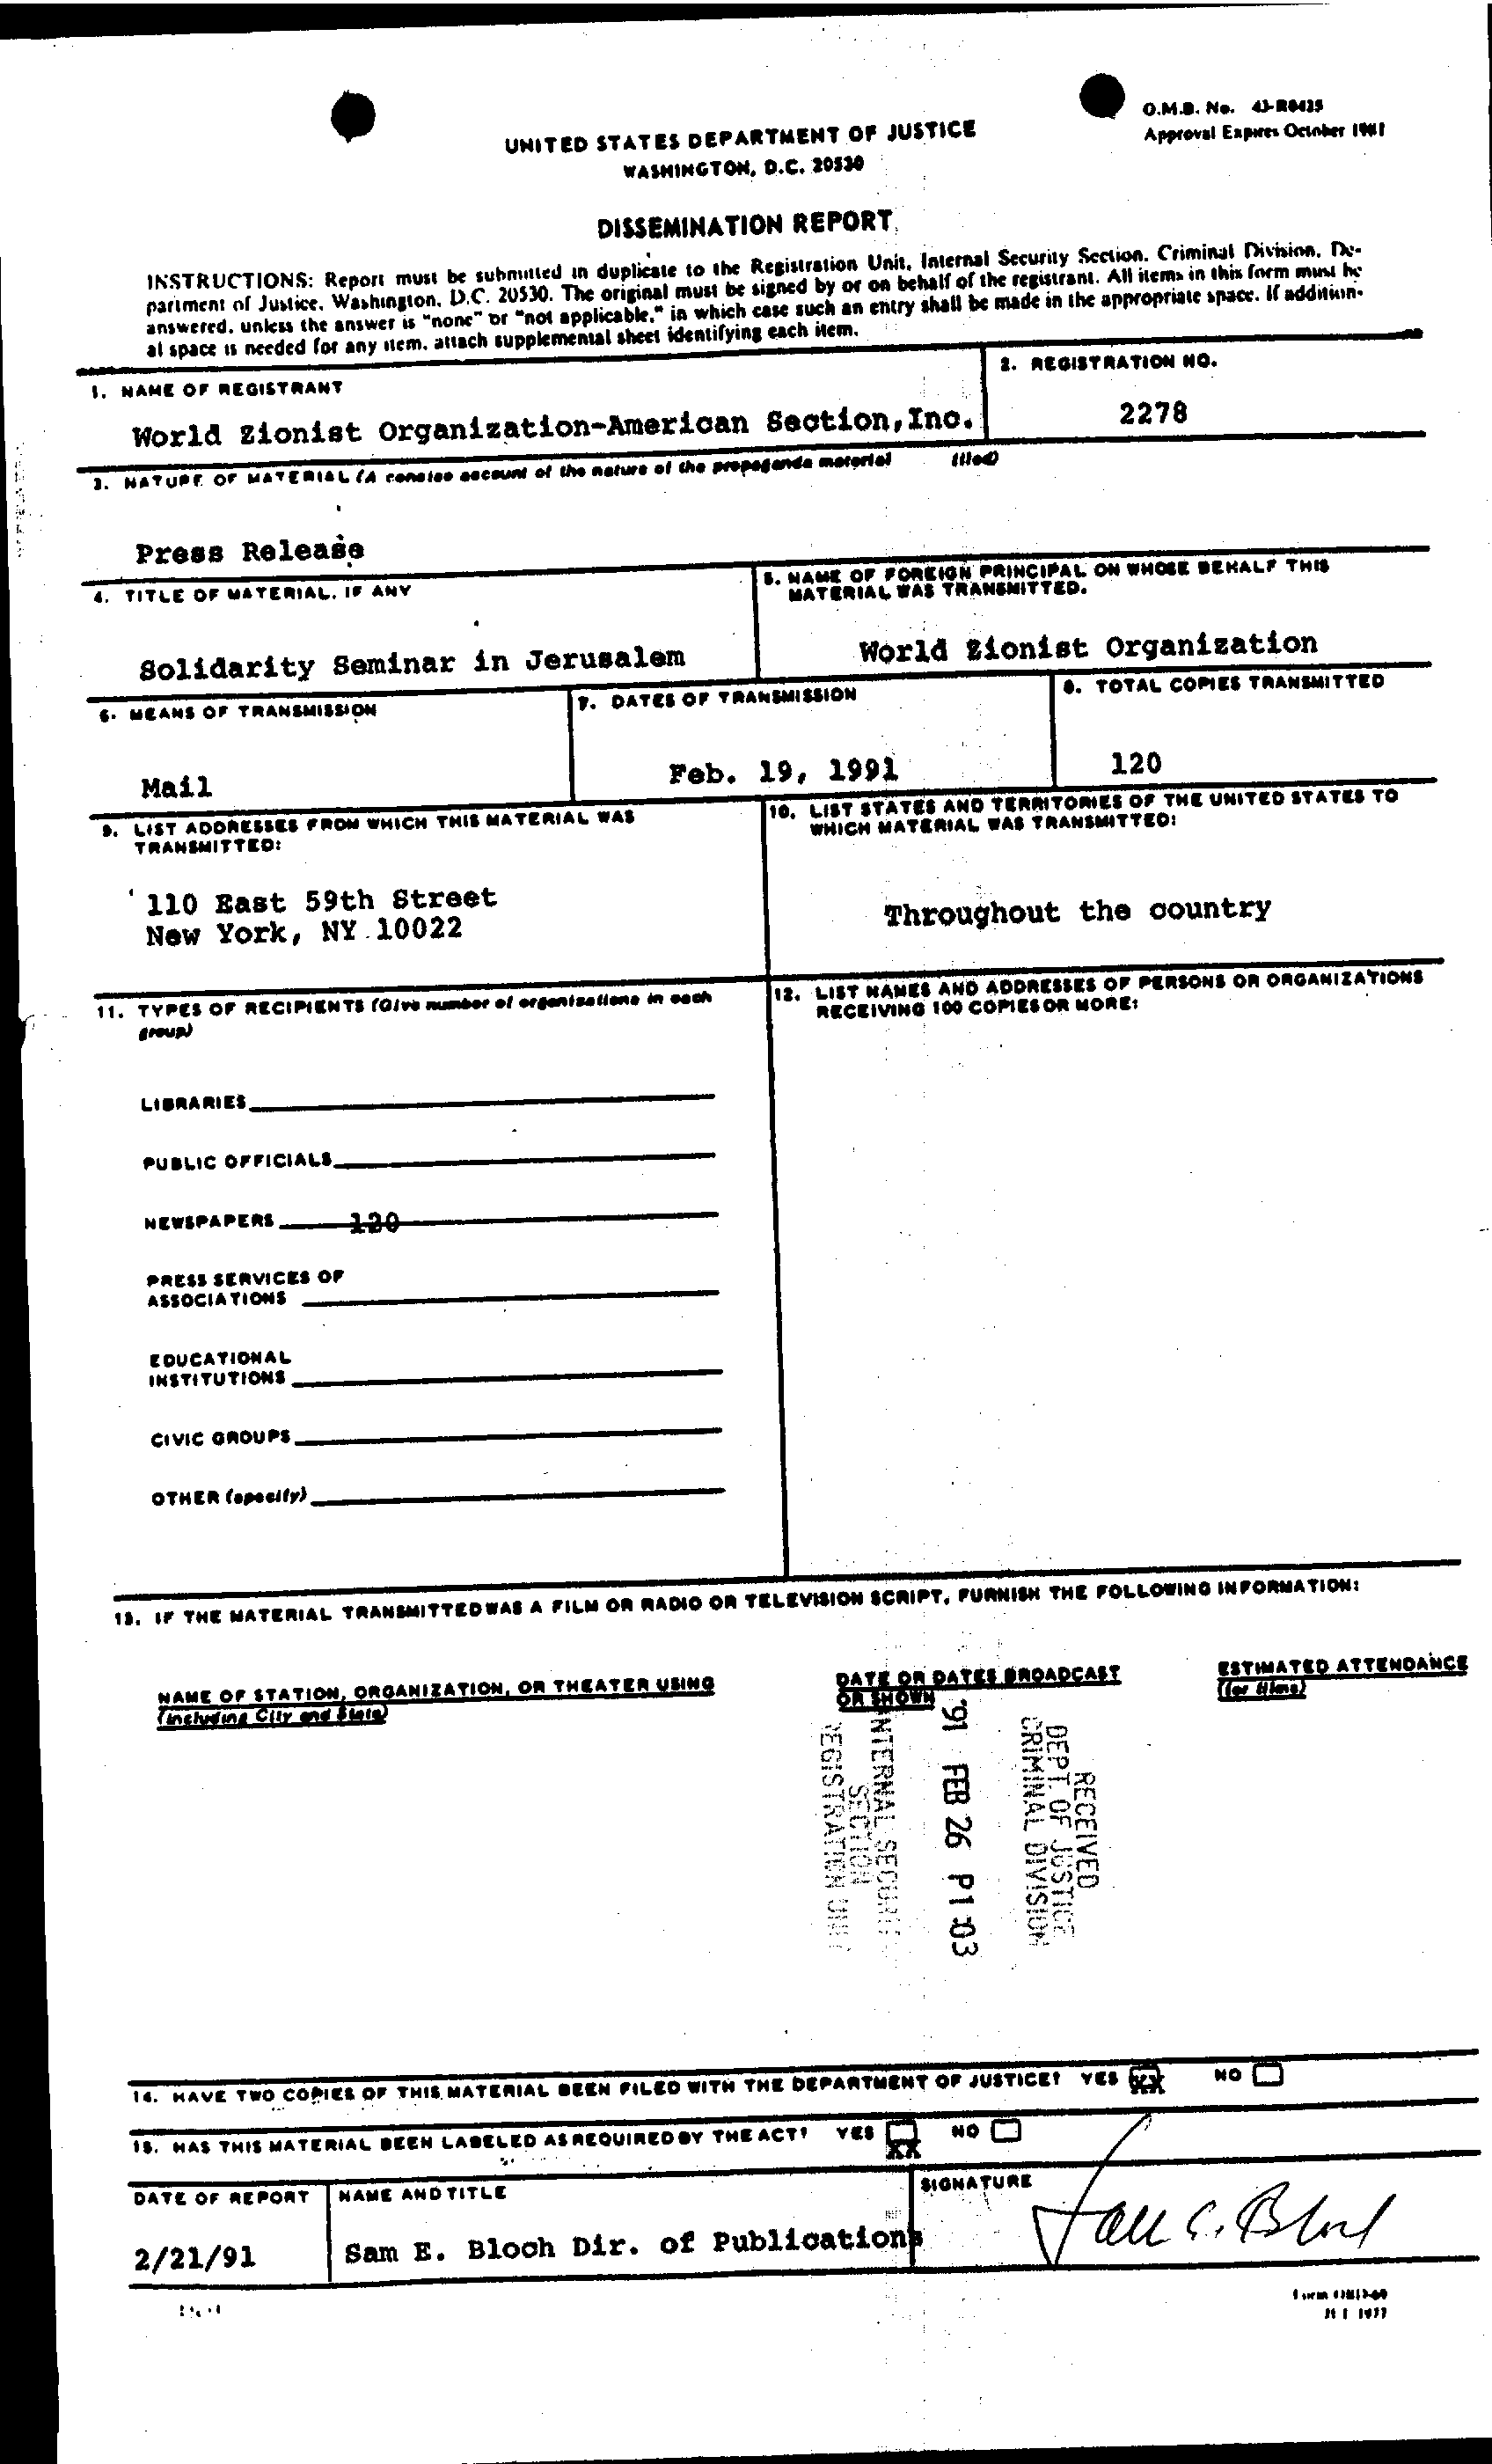 O.M.B. No. 43-R0435
Approval Expires October 1981
UNITED STATES DEPARTMENT OF JUSTICE
WASHINGTON, D.C. 20530
DISSEMINATION REPORT
INSTRUCTIONS: Report must be submitted in duplicate to the Registration Unit, Internal Security Section, Criminal Division, De-
partment of Justice, Washington, D.C. 20530. The original must be signed by or on behalf of the registrant. All items in this form must be
answered, unless the answer is "none" or "not applicable," in which case such an entry shall be made in the appropriate space. If addition-
al space is needed for any item, attach supplemental sheet identifying each item.
1. NAME OF REGISTRANT
World Zionist Organization-American Section,Inc.
2. REGISTRATION NO.
2278
3. NATURE OF MATERIAL (A concise account of the nature of the propaganda material filed)
Press Release
4. TITLE OF MATERIAL, IF ANY
Solidarity Seminar in Jerusalem
5. NAME OF FOREIGN PRINCIPAL ON WHOSE BEHALF THIS
MATERIAL WAS TRANSMITTED.
World Zionist Organization
6. MEANS OF TRANSMISSION
Mail
7. DATES OF TRANSMISSION
Feb. 19, 1991
8. TOTAL COPIES TRANSMITTED
120
9. LIST ADDRESSES FROM WHICH THIS MATERIAL WAS
TRANSMITTED:
110 East 59th Street
New York, NY 10022
10. LIST STATES AND TERRITORIES OF THE UNITED STATES TO
WHICH MATERIAL WAS TRANSMITTED:
Throughout the country
11. TYPES OF RECIPIENTS (Give number of organizations in each
group)
LIBRARIES
PUBLIC OFFICIALS
NEWSPAPERS 120
PRESS SERVICES OF
ASSOCIATIONS
EDUCATIONAL
INSTITUTIONS
CIVIC GROUPS
OTHER (specify)
12. LIST NAMES AND ADDRESSES OF PERSONS OR ORGANIZATIONS
RECEIVING 100 COPIES OR MORE:
13. IF THE MATERIAL TRANSMITTED WAS A FILM OR RADIO OR TELEVISION SCRIPT, FURNISH THE FOLLOWING INFORMATION:
NAME OF STATION, ORGANIZATION, OR THEATER USING
(Including City and State)
DATE OR DATES BROADCAST
OR SHOWN
ESTIMATED ATTENDANCE
(for films)
RECEIVED
DEPT. OF JUSTICE
CRIMINAL DIVISION
'91 FEB 26 P1:03
INTERNAL SECURITY
SECTION
REGISTRATION UNIT
14. HAVE TWO COPIES OF THIS MATERIAL BEEN FILED WITH THE DEPARTMENT OF JUSTICE? YES XX NO
15. HAS THIS MATERIAL BEEN LABELED AS REQUIRED BY THE ACT? YES XX NO
DATE OF REPORT
2/21/91
NAME AND TITLE
Sam E. Bloch Dir. of Publications
SIGNATURE
Sam E. Bloch